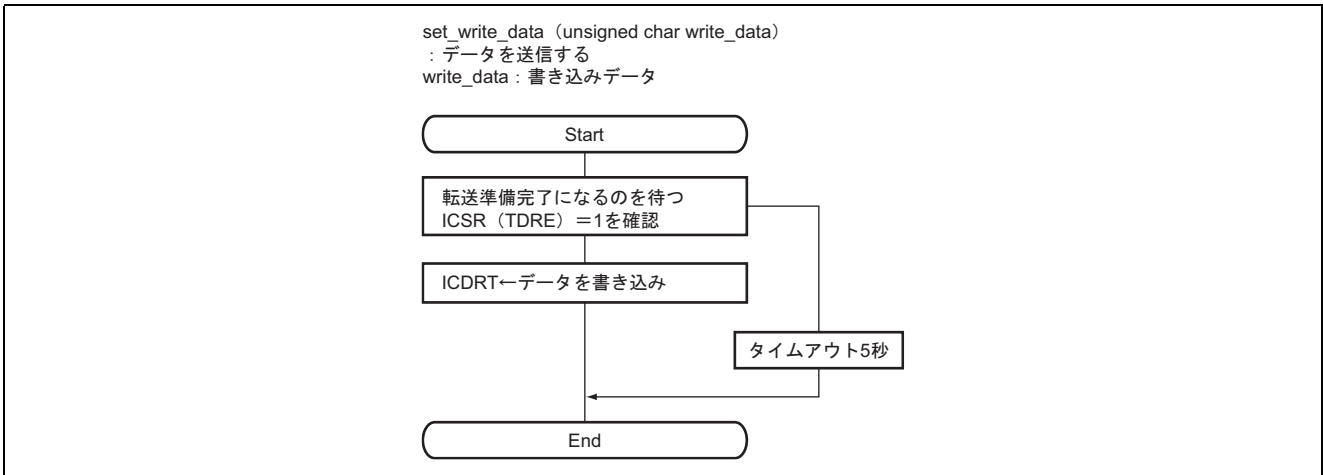 set_write_data（unsigned char write_data）
：データを送信する
write_data：書き込みデータ
Start
転送準備完了になるのを待つ
ICSR（TDRE）＝1を確認
ICDRT←データを書き込み
タイムアウト5秒
End